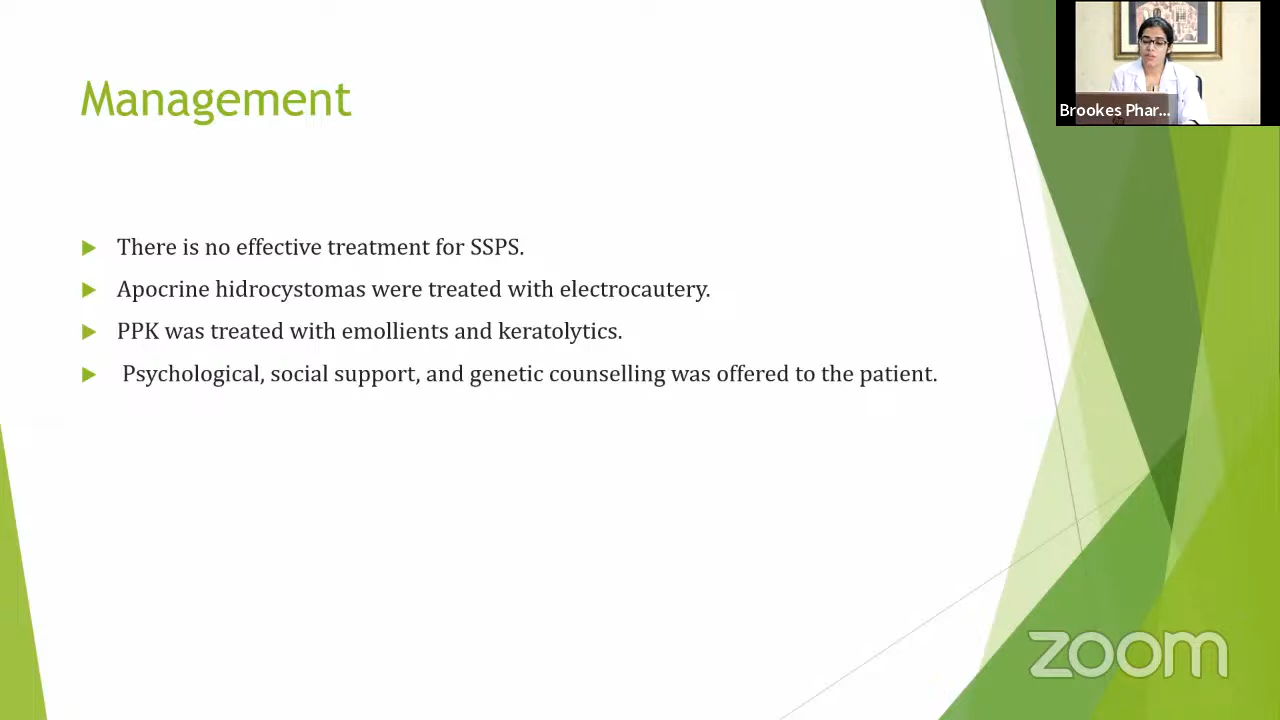 Management
There is no effective treatment for SSPS.
Apocrine hidrocystomas were treated with electrocautery.
PPK was treated with emollients and keratolytics.
Psychological, social support, and genetic counselling was offered to the patient.
Brookes Phar...
zoom